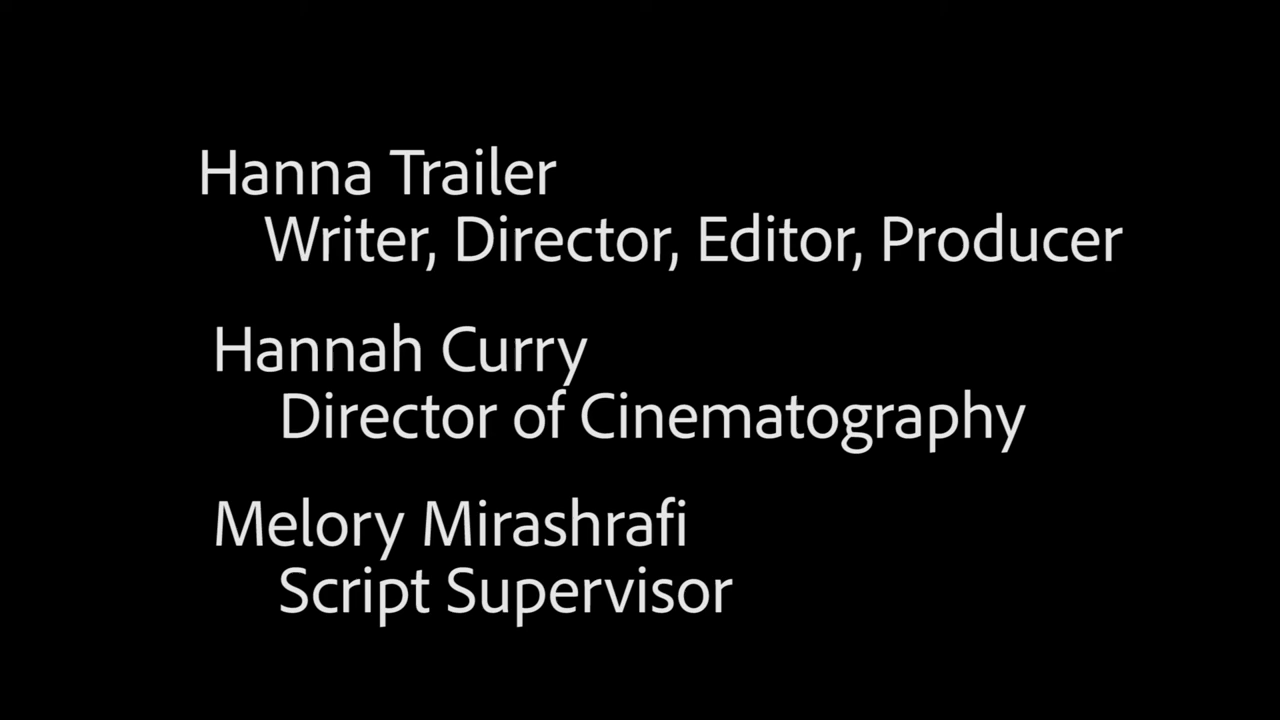 Hanna Trailer
Writer, Director, Editor, Producer
Hannah Curry
Director of Cinematography
Melory Mirashrafi
Script Supervisor